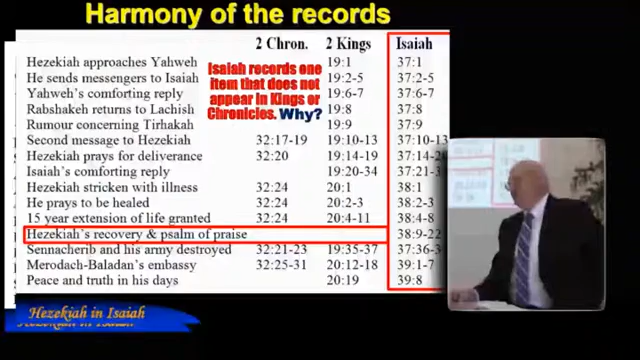 Harmony of the records
2 Chron. 2 Kings Isaiah
Hezekiah approaches Yahweh 19:1 37:1
He sends messengers to Isaiah 19:2-5 37:2-5
Yahweh's comforting reply 19:6-7 37:6-7
Rabshakeh returns to Lachish 19:8 37:8
Rumour concerning Tirhakah 19:9 37:9
Second message to Hezekiah 32:17-19 19:10-13 37:10-13
Hezekiah prays for deliverance 32:20 19:14-19 37:14-20
Isaiah's comforting reply 19:20-34 37:21-3
Hezekiah stricken with illness 32:24 20:1 38:1
He prays to be healed 32:24 20:2-3 38:2-3
15 year extension of life granted 32:24 20:4-11 38:4-8
Hezekiah's recovery & psalm of praise 38:9-22
Sennacherib and his army destroyed 32:21-23 19:35-37 37:36-3
Merodach-Baladan's embassy 32:25-31 20:12-18 39:1-7
Peace and truth in his days 20:19 39:8
Isaiah records one
item that does not
appear in Kings or
Chronicles. Why?
Hezekiah in Isaiah
Hezekiah in Isaiah